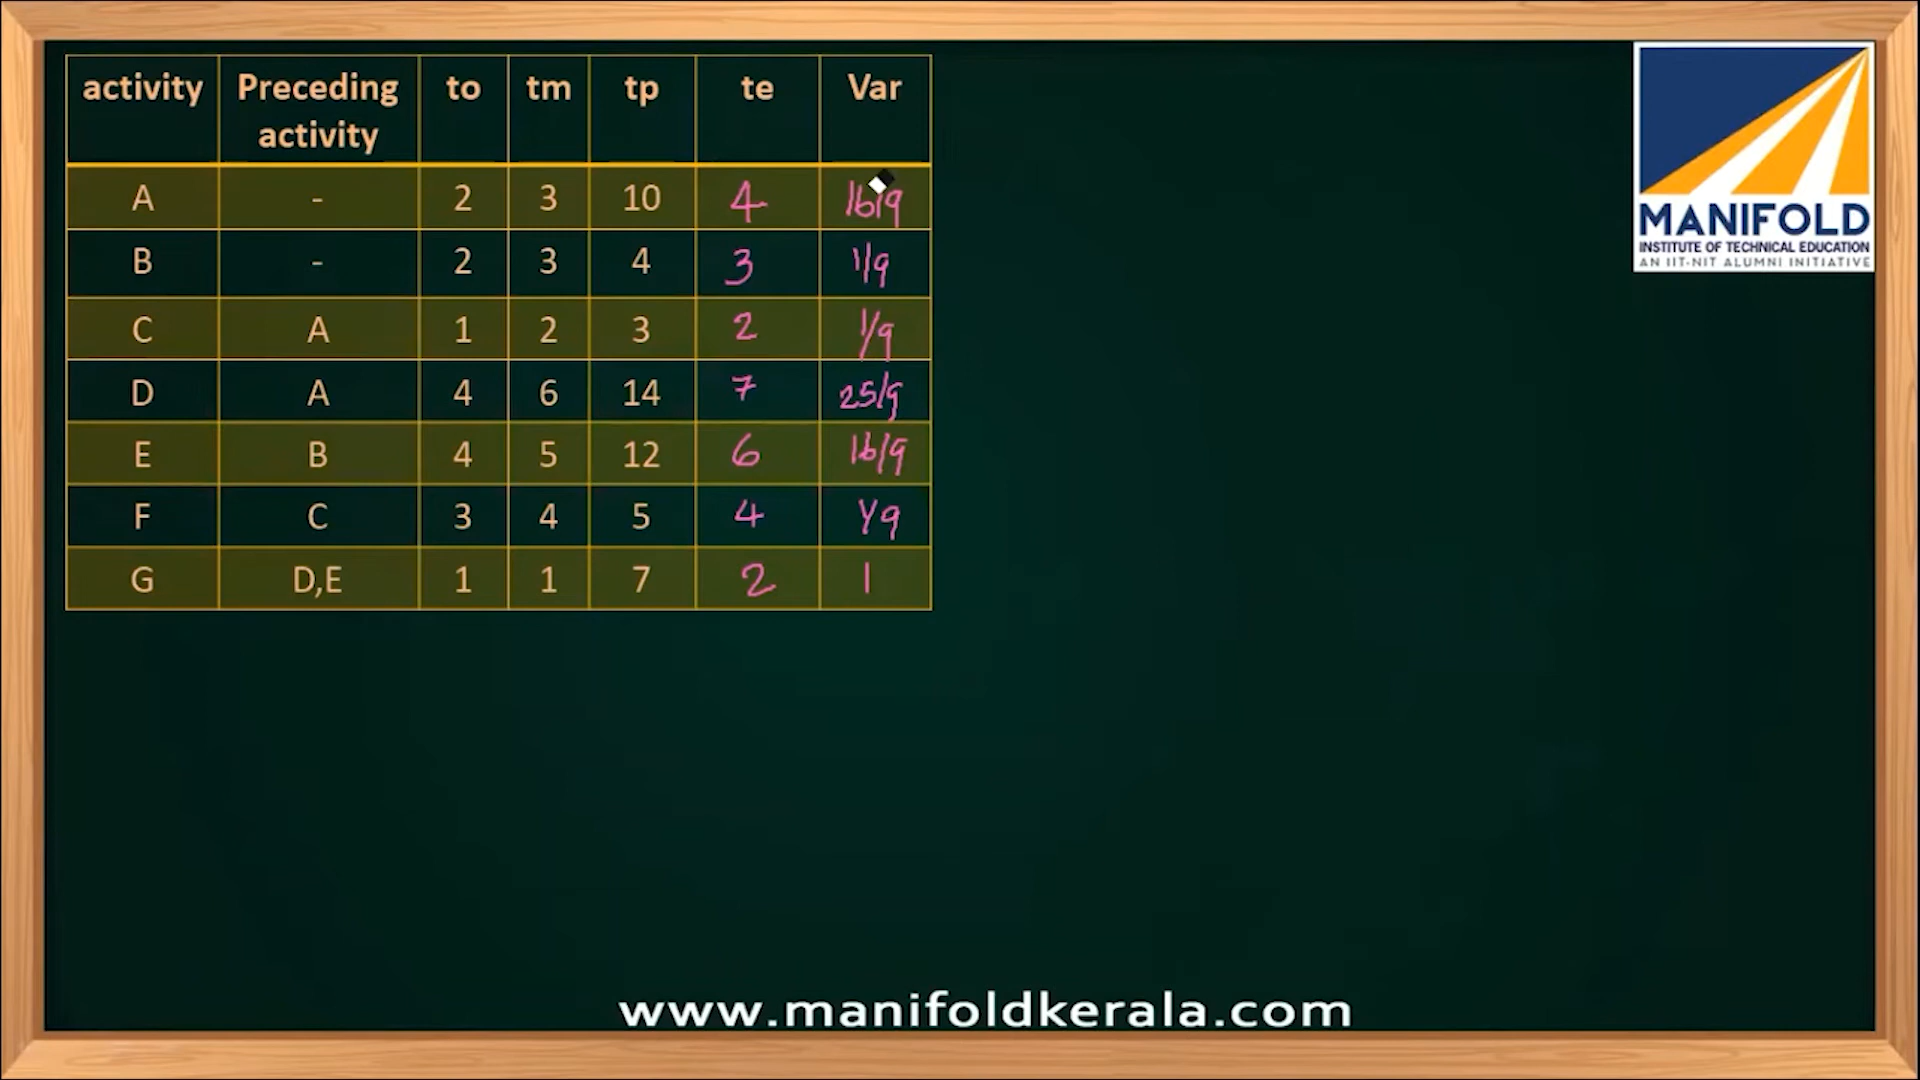 activity Preceding activity to tm tp te Var
A - 2 3 10 4 16/9
B - 2 3 4 3 1/9
C A 1 2 3 2 1/9
D A 4 6 14 7 25/9
E B 4 5 12 6 16/9
F C 3 4 5 4 1/9
G D,E 1 1 7 2 1
MANIFOLD
INSTITUTE OF TECHNICAL EDUCATION
AN IIT-NIT ALUMNI INITIATIVE
www.manifoldkerala.com